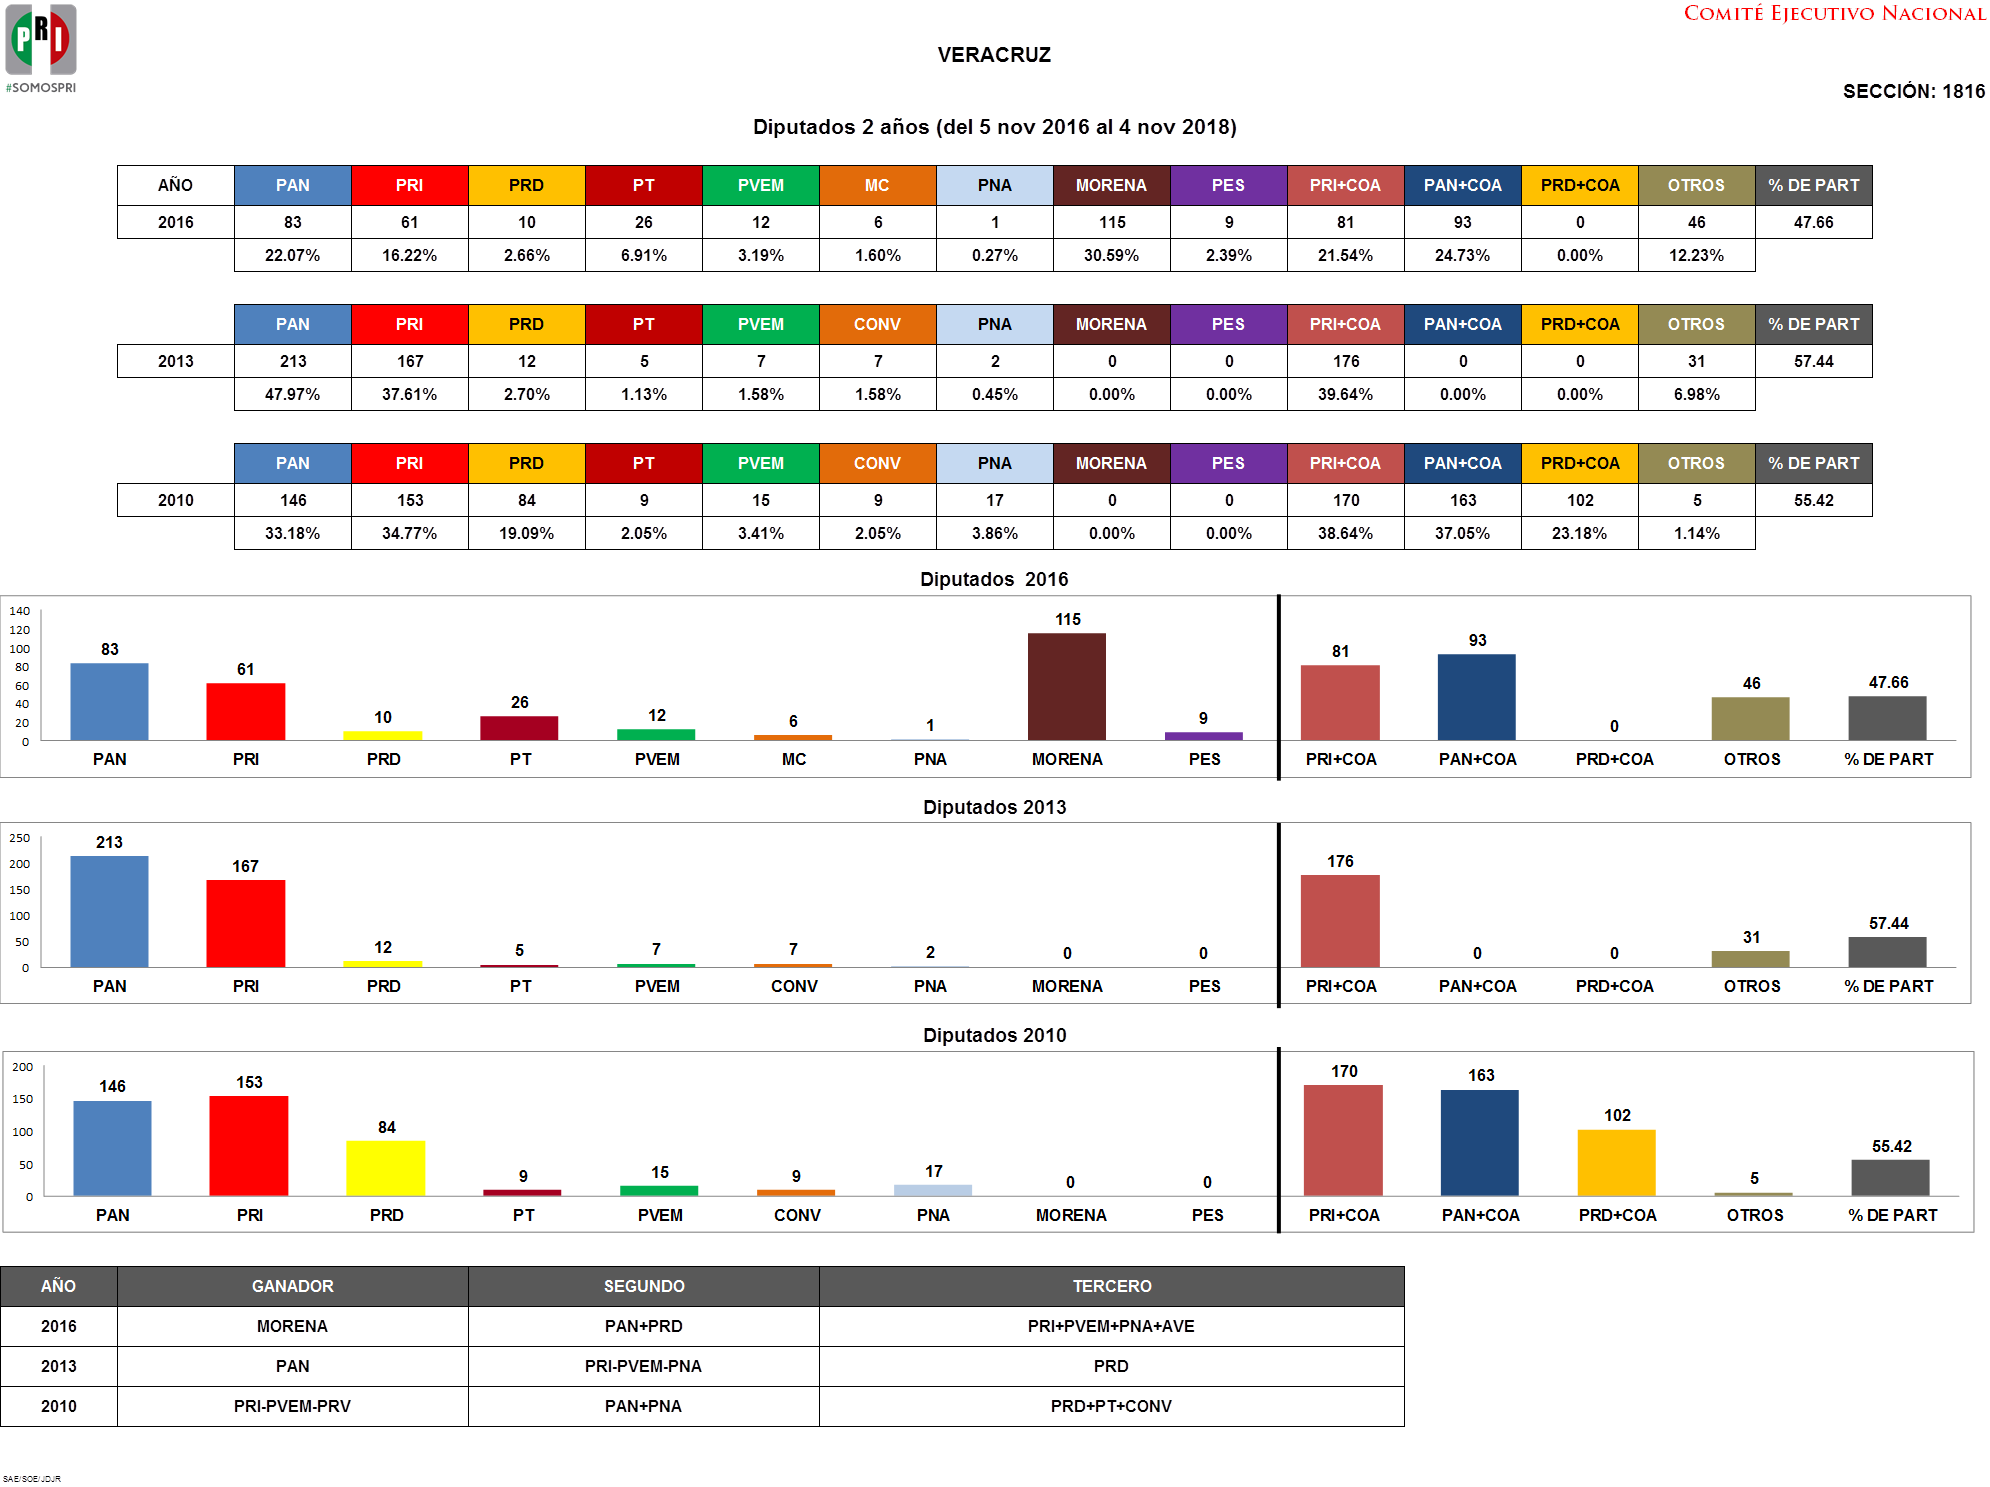 PRI
#SOMOSPRI
COMITÉ EJECUTIVO NACIONAL
VERACRUZ
SECCIÓN: 1816
Diputados 2 años (del 5 nov 2016 al 4 nov 2018)
AÑO PAN PRI PRD PT PVEM MC PNA MORENA PES PRI+COA PAN+COA PRD+COA OTROS % DE PART
2016 83 61 10 26 12 6 1 115 9 81 93 0 46 47.66
22.07% 16.22% 2.66% 6.91% 3.19% 1.60% 0.27% 30.59% 2.39% 21.54% 24.73% 0.00% 12.23%
PAN PRI PRD PT PVEM CONV PNA MORENA PES PRI+COA PAN+COA PRD+COA OTROS % DE PART
2013 213 167 12 5 7 7 2 0 0 176 0 0 31 57.44
47.97% 37.61% 2.70% 1.13% 1.58% 1.58% 0.45% 0.00% 0.00% 39.64% 0.00% 0.00% 6.98%
PAN PRI PRD PT PVEM CONV PNA MORENA PES PRI+COA PAN+COA PRD+COA OTROS % DE PART
2010 146 153 84 9 15 9 17 0 0 170 163 102 5 55.42
33.18% 34.77% 19.09% 2.05% 3.41% 2.05% 3.86% 0.00% 0.00% 38.64% 37.05% 23.18% 1.14%
Diputados 2016
140
120
100
80
60
40
20
0
83 61 10 26 12 6 1 115 9 81 93 0 46 47.66
PAN PRI PRD PT PVEM MC PNA MORENA PES PRI+COA PAN+COA PRD+COA OTROS % DE PART
Diputados 2013
250
200
150
100
50
0
213 167 12 5 7 7 2 0 0 176 0 0 31 57.44
PAN PRI PRD PT PVEM CONV PNA MORENA PES PRI+COA PAN+COA PRD+COA OTROS % DE PART
Diputados 2010
200
150
100
50
0
146 153 84 9 15 9 17 0 0 170 163 102 5 55.42
PAN PRI PRD PT PVEM CONV PNA MORENA PES PRI+COA PAN+COA PRD+COA OTROS % DE PART
AÑO GANADOR SEGUNDO TERCERO
2016 MORENA PAN+PRD PRI+PVEM+PNA+AVE
2013 PAN PRI-PVEM-PNA PRD
2010 PRI-PVEM-PRV PAN+PNA PRD+PT+CONV
SAE/SOE/JDJR